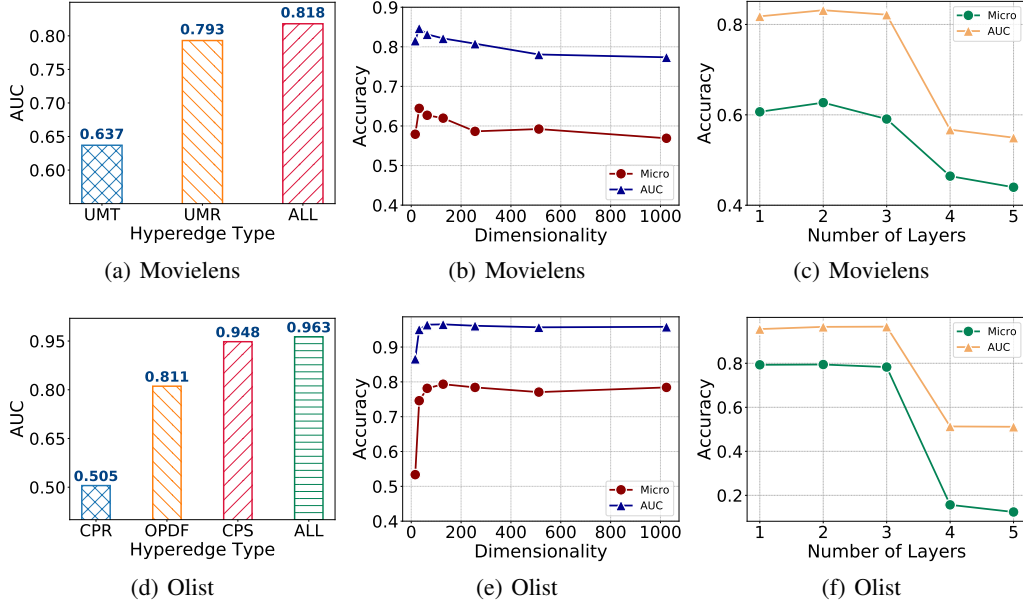 0.80
0.75
0.70
0.65
0.60
AUC
0.637
0.793
0.818
UMT UMR ALL
Hyperedge Type
(a) Movielens
0.9
0.8
0.7
0.6
0.5
0.4
Accuracy
Micro
AUC
0 200 400 600 800 1000
Dimensionality
(b) Movielens
0.8
0.6
0.4
Accuracy
Micro
AUC
1 2 3 4 5
Number of Layers
(c) Movielens
0.95
0.80
0.65
0.50
AUC
0.505
0.811
0.948
0.963
CPR OPDF CPS ALL
Hyperedge Type
(d) Olist
0.9
0.8
0.7
0.6
0.5
0.4
Accuracy
Micro
AUC
0 200 400 600 800 1000
Dimensionality
(e) Olist
0.8
0.6
0.4
0.2
Accuracy
Micro
AUC
1 2 3 4 5
Number of Layers
(f) Olist